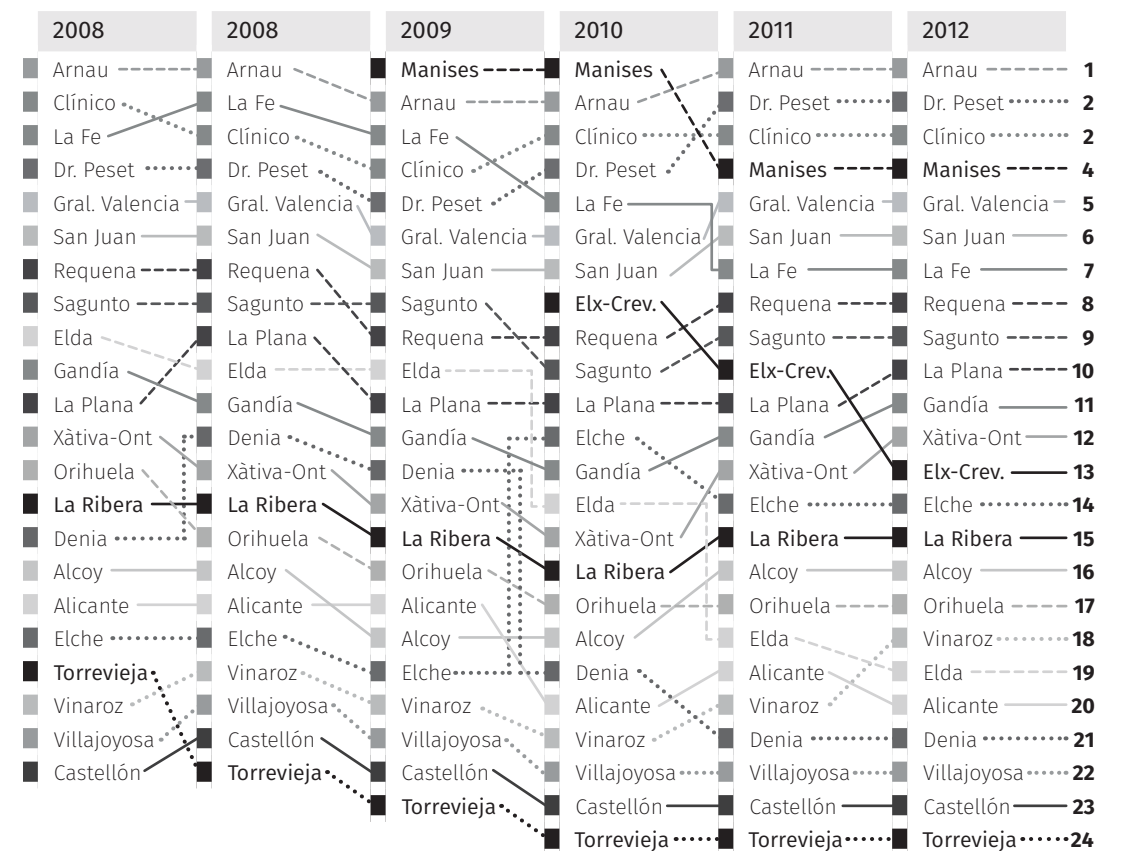 2008 2008 2009 2010 2011 2012
Arnau Arnau Manises Manises Arnau Arnau 1
Clínico La Fe Arnau Arnau Dr. Peset Dr. Peset 2
La Fe Clínico La Fe Clínico Clínico Clínico 2
Dr. Peset Dr. Peset Clínico Dr. Peset Manises Manises 4
Gral. Valencia Gral. Valencia Dr. Peset La Fe Gral. Valencia Gral. Valencia 5
San Juan San Juan Gral. Valencia Gral. Valencia San Juan San Juan 6
Requena Requena San Juan San Juan La Fe La Fe 7
Sagunto Sagunto Sagunto Elx-Crev. Requena Requena 8
Elda La Plana Requena Requena Sagunto Sagunto 9
Gandía Elda Elda Sagunto Elx-Crev. La Plana 10
La Plana Gandía La Plana La Plana La Plana Gandía 11
Xàtiva-Ont Denia Gandía Elche Gandía Xàtiva-Ont 12
Orihuela Xàtiva-Ont Denia Gandía Xàtiva-Ont Elx-Crev. 13
La Ribera La Ribera Xàtiva-Ont Elda Elche Elche 14
Denia Orihuela La Ribera Xàtiva-Ont La Ribera La Ribera 15
Alcoy Alcoy Orihuela La Ribera Alcoy Alcoy 16
Alicante Alicante Alicante Orihuela Orihuela Orihuela 17
Elche Elche Alcoy Alcoy Elda Vinaroz 18
Torrevieja Vinaroz Elche Denia Alicante Elda 19
Vinaroz Villajoyosa Vinaroz Alicante Vinaroz Alicante 20
Villajoyosa Castellón Villajoyosa Vinaroz Denia Denia 21
Castellón Torrevieja Castellón Villajoyosa Villajoyosa Villajoyosa 22
Torrevieja Castellón Castellón Castellón 23
Torrevieja Torrevieja Torrevieja 24